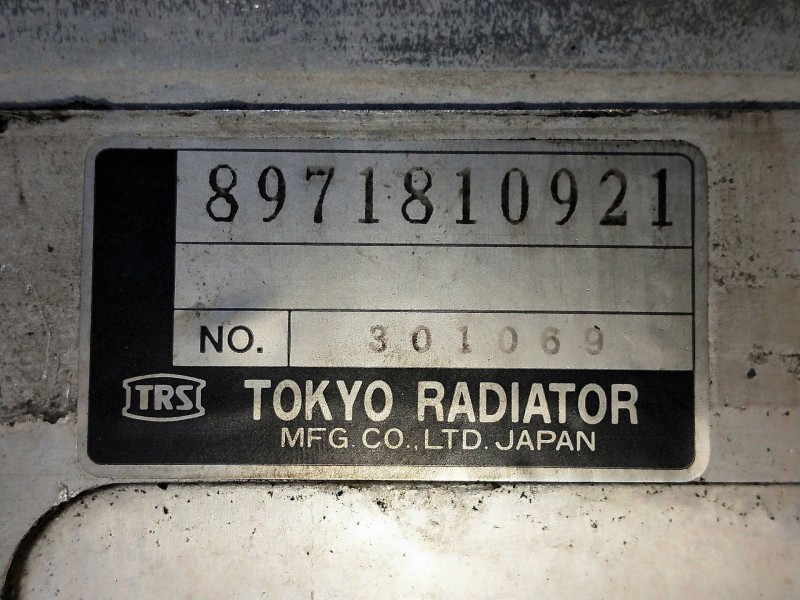 8971810921
NO. 301069
TRS TOKYO RADIATOR
MFG. CO., LTD. JAPAN